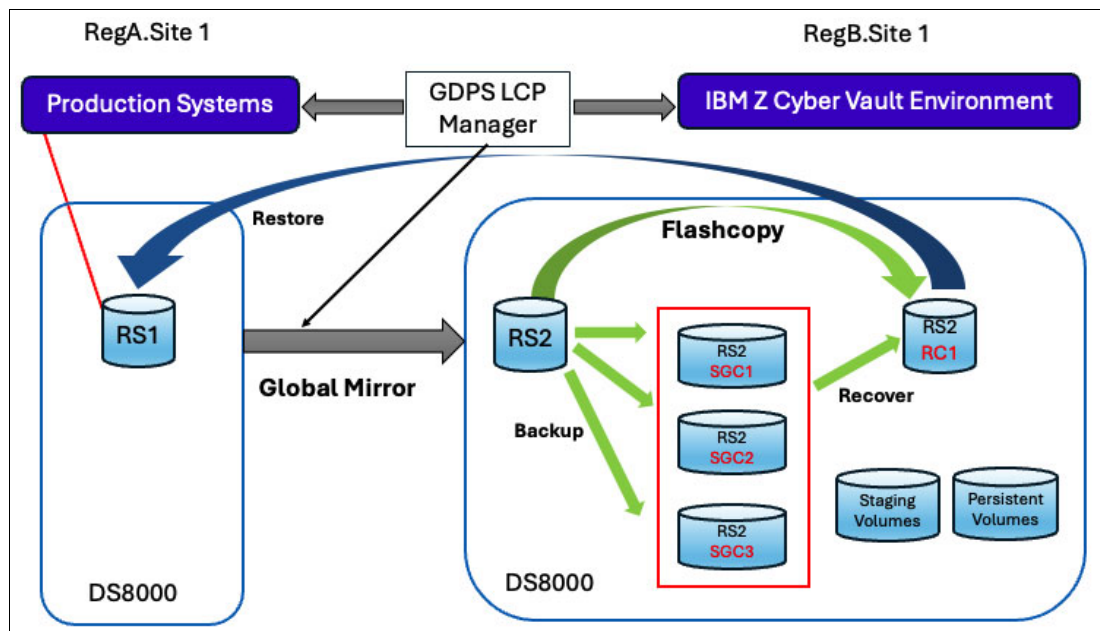 RegA.Site 1
RegB.Site 1
Production Systems
GDPS LCP
Manager
IBM Z Cyber Vault Environment
Restore
Flashcopy
RS1
RS2
RS2
RC1
RS2
SGC1
Global Mirror
Recover
Backup
RS2
SGC2
Staging
Volumes
Persistent
Volumes
RS2
SGC3
DS8000
DS8000